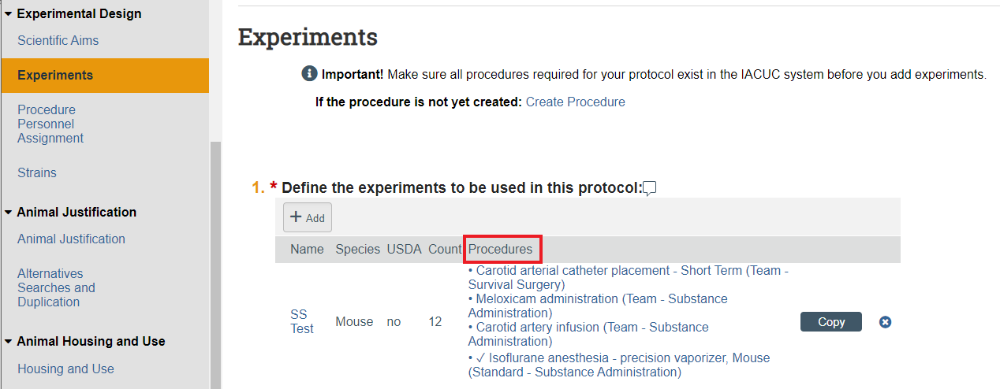 Experimental Design
Scientific Aims
Experiments
Procedure
Personnel
Assignment
Strains
Animal Justification
Animal Justification
Alternatives
Searches and
Duplication
Animal Housing and Use
Housing and Use
Experiments
Important! Make sure all procedures required for your protocol exist in the IACUC system before you add experiments.
If the procedure is not yet created: Create Procedure
1. * Define the experiments to be used in this protocol:
+ Add
Name Species USDA Count Procedures
SS
Test
Mouse no 12
• Carotid arterial catheter placement - Short Term (Team -
Survival Surgery)
• Meloxicam administration (Team - Substance
Administration)
• Carotid artery infusion (Team - Substance
Administration)
• ✓ Isoflurane anesthesia - precision vaporizer, Mouse
(Standard - Substance Administration)
Copy